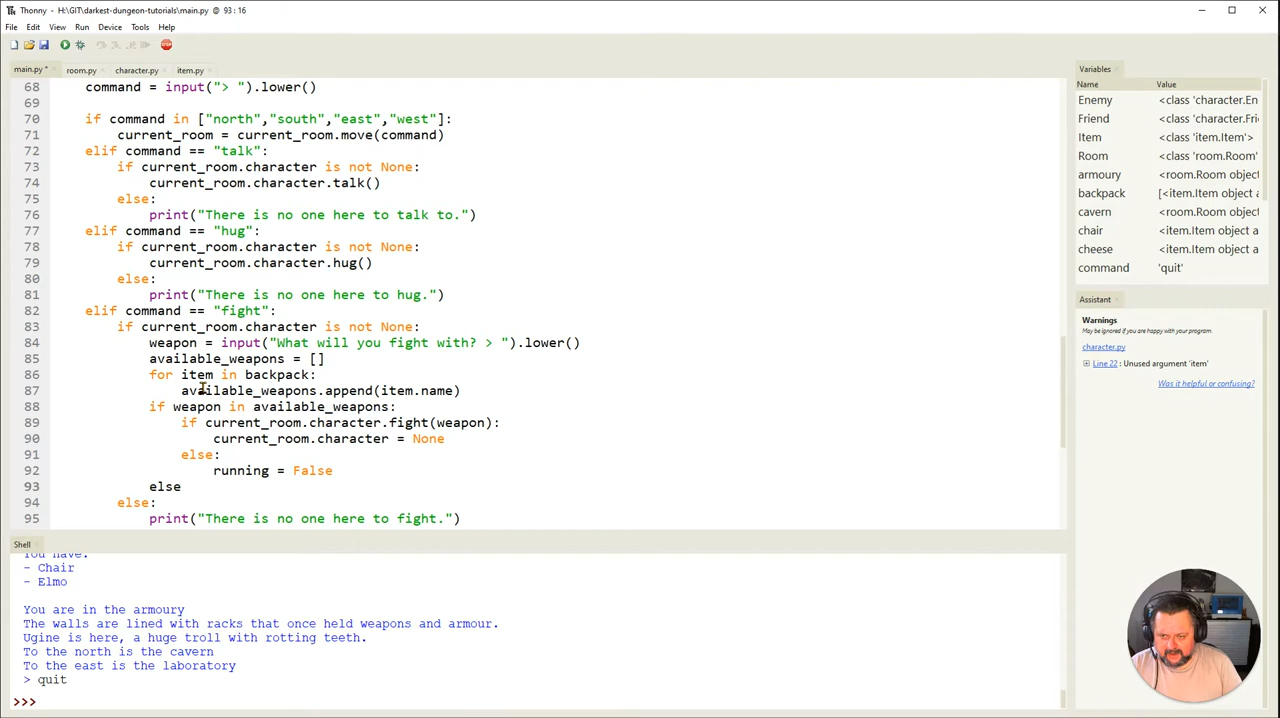 Thonny - H:\GIT\darkest-dungeon-tutorials\main.py @ 93 : 16
File Edit View Run Device Tools Help
main.py * room.py character.py item.py
68 command = input("> ").lower()
69
70 if command in ["north","south","east","west"]:
71 current_room = current_room.move(command)
72 elif command == "talk":
73 if current_room.character is not None:
74 current_room.character.talk()
75 else:
76 print("There is no one here to talk to.")
77 elif command == "hug":
78 if current_room.character is not None:
79 current_room.character.hug()
80 else:
81 print("There is no one here to hug.")
82 elif command == "fight":
83 if current_room.character is not None:
84 weapon = input("What will you fight with? > ").lower()
85 available_weapons = []
86 for item in backpack:
87 available_weapons.append(item.name)
88 if weapon in available_weapons:
89 if current_room.character.fight(weapon):
90 current_room.character = None
91 else:
92 running = False
93 else
94 else:
95 print("There is no one here to fight.")
Shell
You have:
- Chair
- Elmo
You are in the armoury
The walls are lined with racks that once held weapons and armour.
Ugine is here, a huge troll with rotting teeth.
To the north is the cavern
To the east is the laboratory
> quit
>>>
Variables
Name Value
Enemy <class 'character.En
Friend <class 'character.Frie
Item <class 'item.Item'>
Room <class 'room.Room'
armoury <room.Room object
backpack [<item.Item object a
cavern <room.Room object
chair <item.Item object a
cheese <item.Item object a
command 'quit'
Assistant
Warnings
May be ignored if you are happy with your program.
character.py
Line 22 : Unused argument 'item'
Was it helpful or confusing?